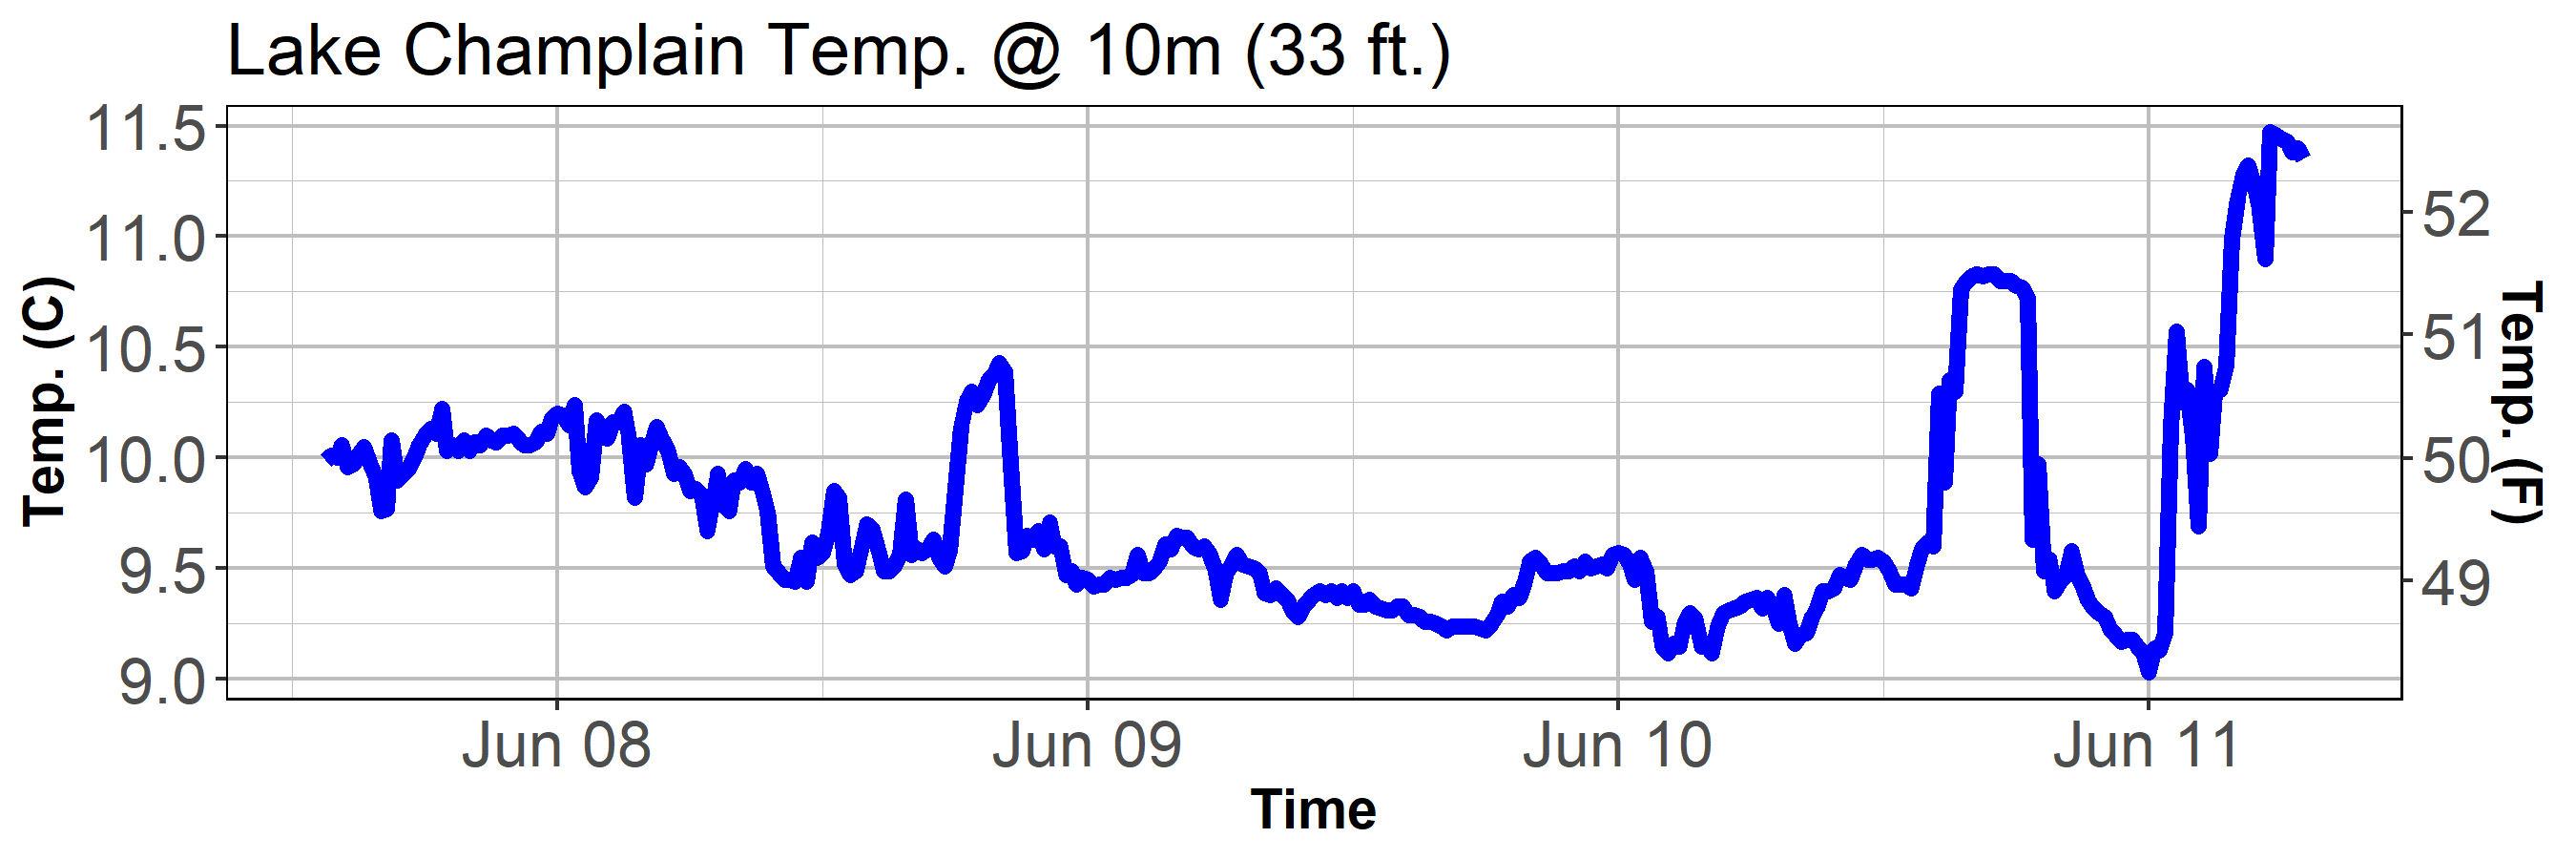 Lake Champlain Temp. @ 10m (33 ft.)
11.5
11.0
10.5
10.0
9.5
9.0
Temp. (C)
52
51
50
49
Temp. (F)
Jun 08 Jun 09 Jun 10 Jun 11
Time